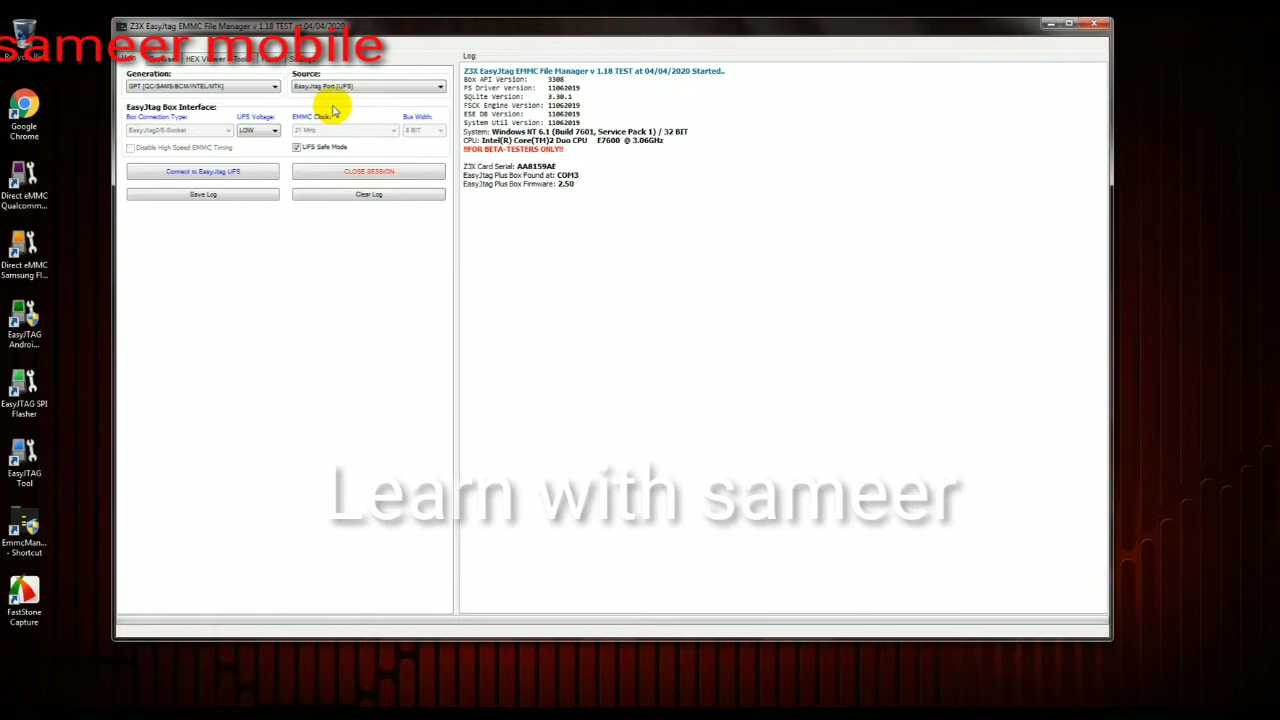 Z3X EasyJtag EMMC File Manager v 1.18 TEST at 04/04/2020
sameer mobile
HEX Viewer
Log:
Generation:
Source:
GPT [QC/SAMS/BCM/INTEL/MTK]
EasyJtag Port [UFS]
EasyJtag Box Interface:
Box Connection Type:
UFS Voltage:
EMMC Clock:
Bus Width:
EasyJtag2/E-Socket
LOW
21 MHz
8 BIT
Disable High Speed EMMC Timing
UFS Safe Mode
Connect to EasyJtag UFS
CLOSE SESSION
Save Log
Clear Log
Z3X EasyJtag EMMC File Manager v 1.18 TEST at 04/04/2020 Started..
Box API Version: 3308
FS Driver Version: 11062019
FSCK Engine Version: 11062019
SQLite Version: 3.30.1
ESE DB Version: 11062019
System Util Version: 11062019
System: Windows NT 6.1 (Build 7601, Service Pack 1) / 32 BIT
CPU: Intel(R) Core(TM)2 Duo CPU E7600 @ 3.06GHz
!!FOR BETA-TESTERS ONLY!!
Z3X Card Serial: AA8159AE
EasyJtag Plus Box Found at: COM3
EasyJtag Plus Box Firmware: 2.50
Learn with sameer
Google
Chrome
Direct eMMC
Qualcomm...
Direct eMMC
Samsung Fl...
EasyJTAG
Androi...
EasyJTAG SPI
Flasher
EasyJTAG
Tool
EmmcMan...
- Shortcut
FastStone
Capture